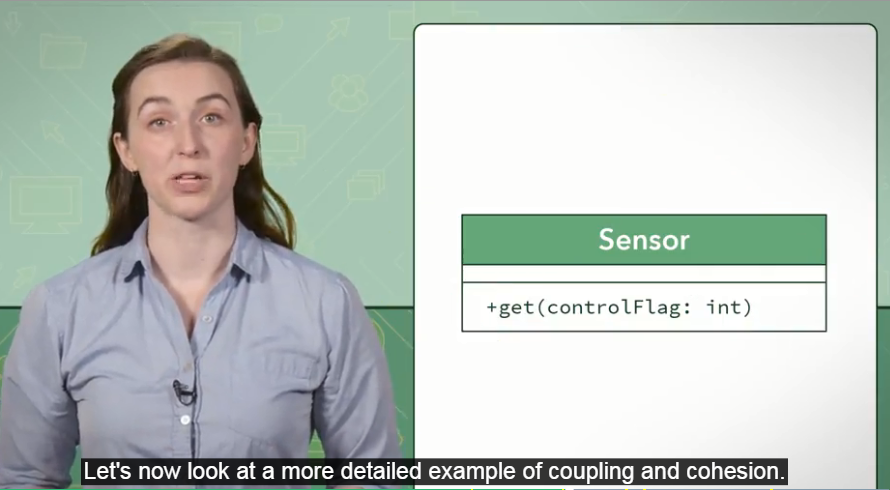 Sensor
+get(controlFlag: int)
Let's now look at a more detailed example of coupling and cohesion.